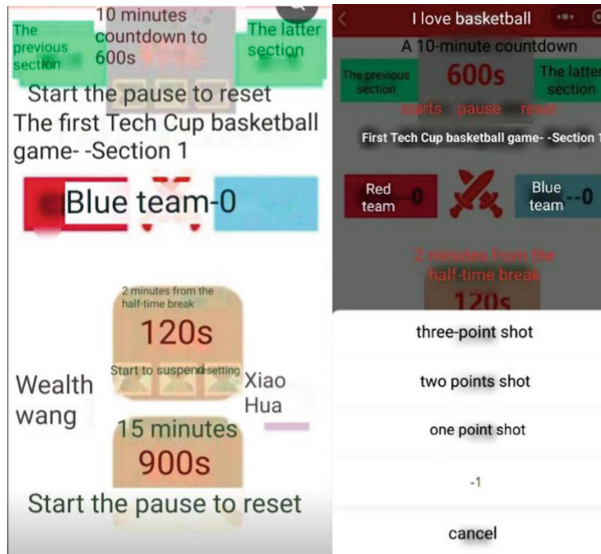 10 minutes
countdown to
600s
The
previous
section
The latter
section
Start the pause to reset
The first Tech Cup basketball
game- -Section 1
Blue team-0
2 minutes from the
half-time break
120s
Start to suspend setting
Wealth
wang
Xiao
Hua
15 minutes
900s
Start the pause to reset
I love basketball
A 10-minute countdown
The previous
section
600s
The latter
section
starts pause reset
First Tech Cup basketball game- -Section 1
Red
team --0
Blue
team --0
2 minutes from the
half-time break
120s
three-point shot
two points shot
one point shot
-1
cancel